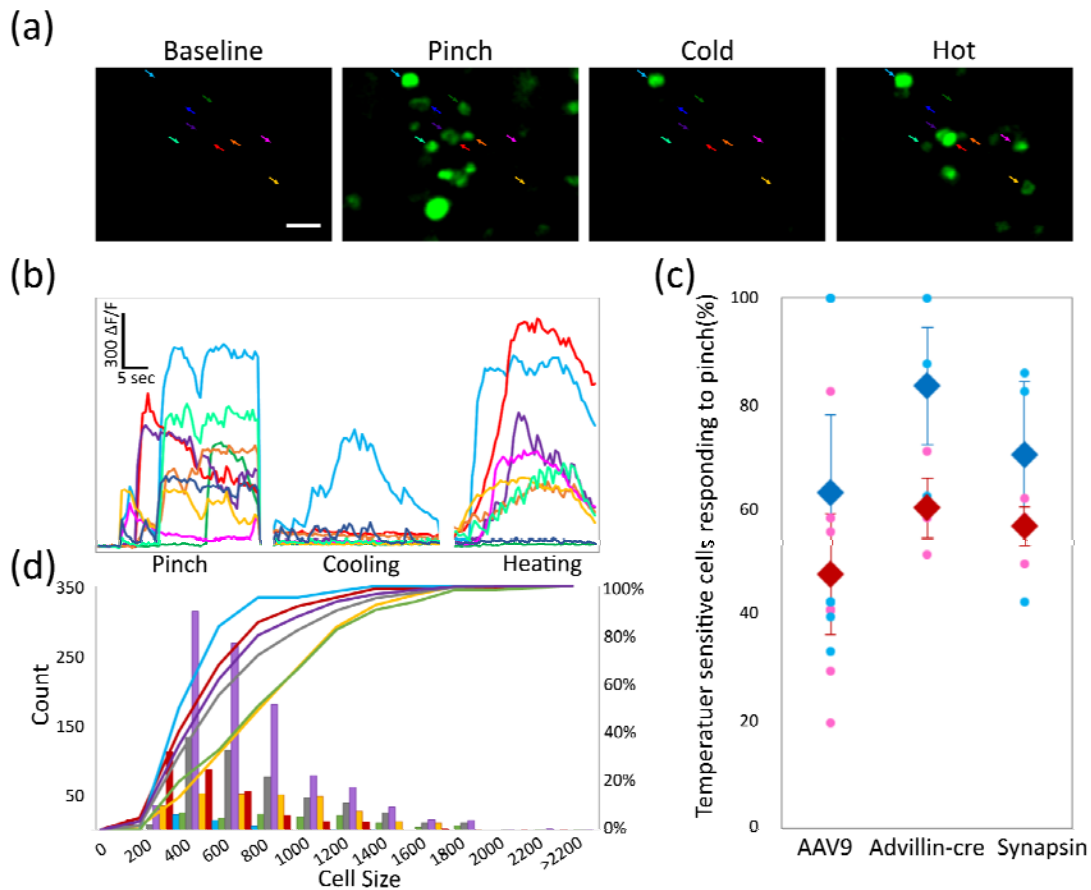 (a)
Baseline
Pinch
Cold
Hot
(b)
300 ΔF/F
5 sec
Pinch
Cooling
Heating
(c)
Temperatuer sensitive cells responding to pinch(%)
100
80
60
40
20
0
AAV9
Advillin-cre
Synapsin
(d)
Count
350
250
150
50
100%
80%
60%
40%
20%
0%
0
200
400
600
800
1000
1200
1400
1600
1800
2000
2200
>2200
Cell Size